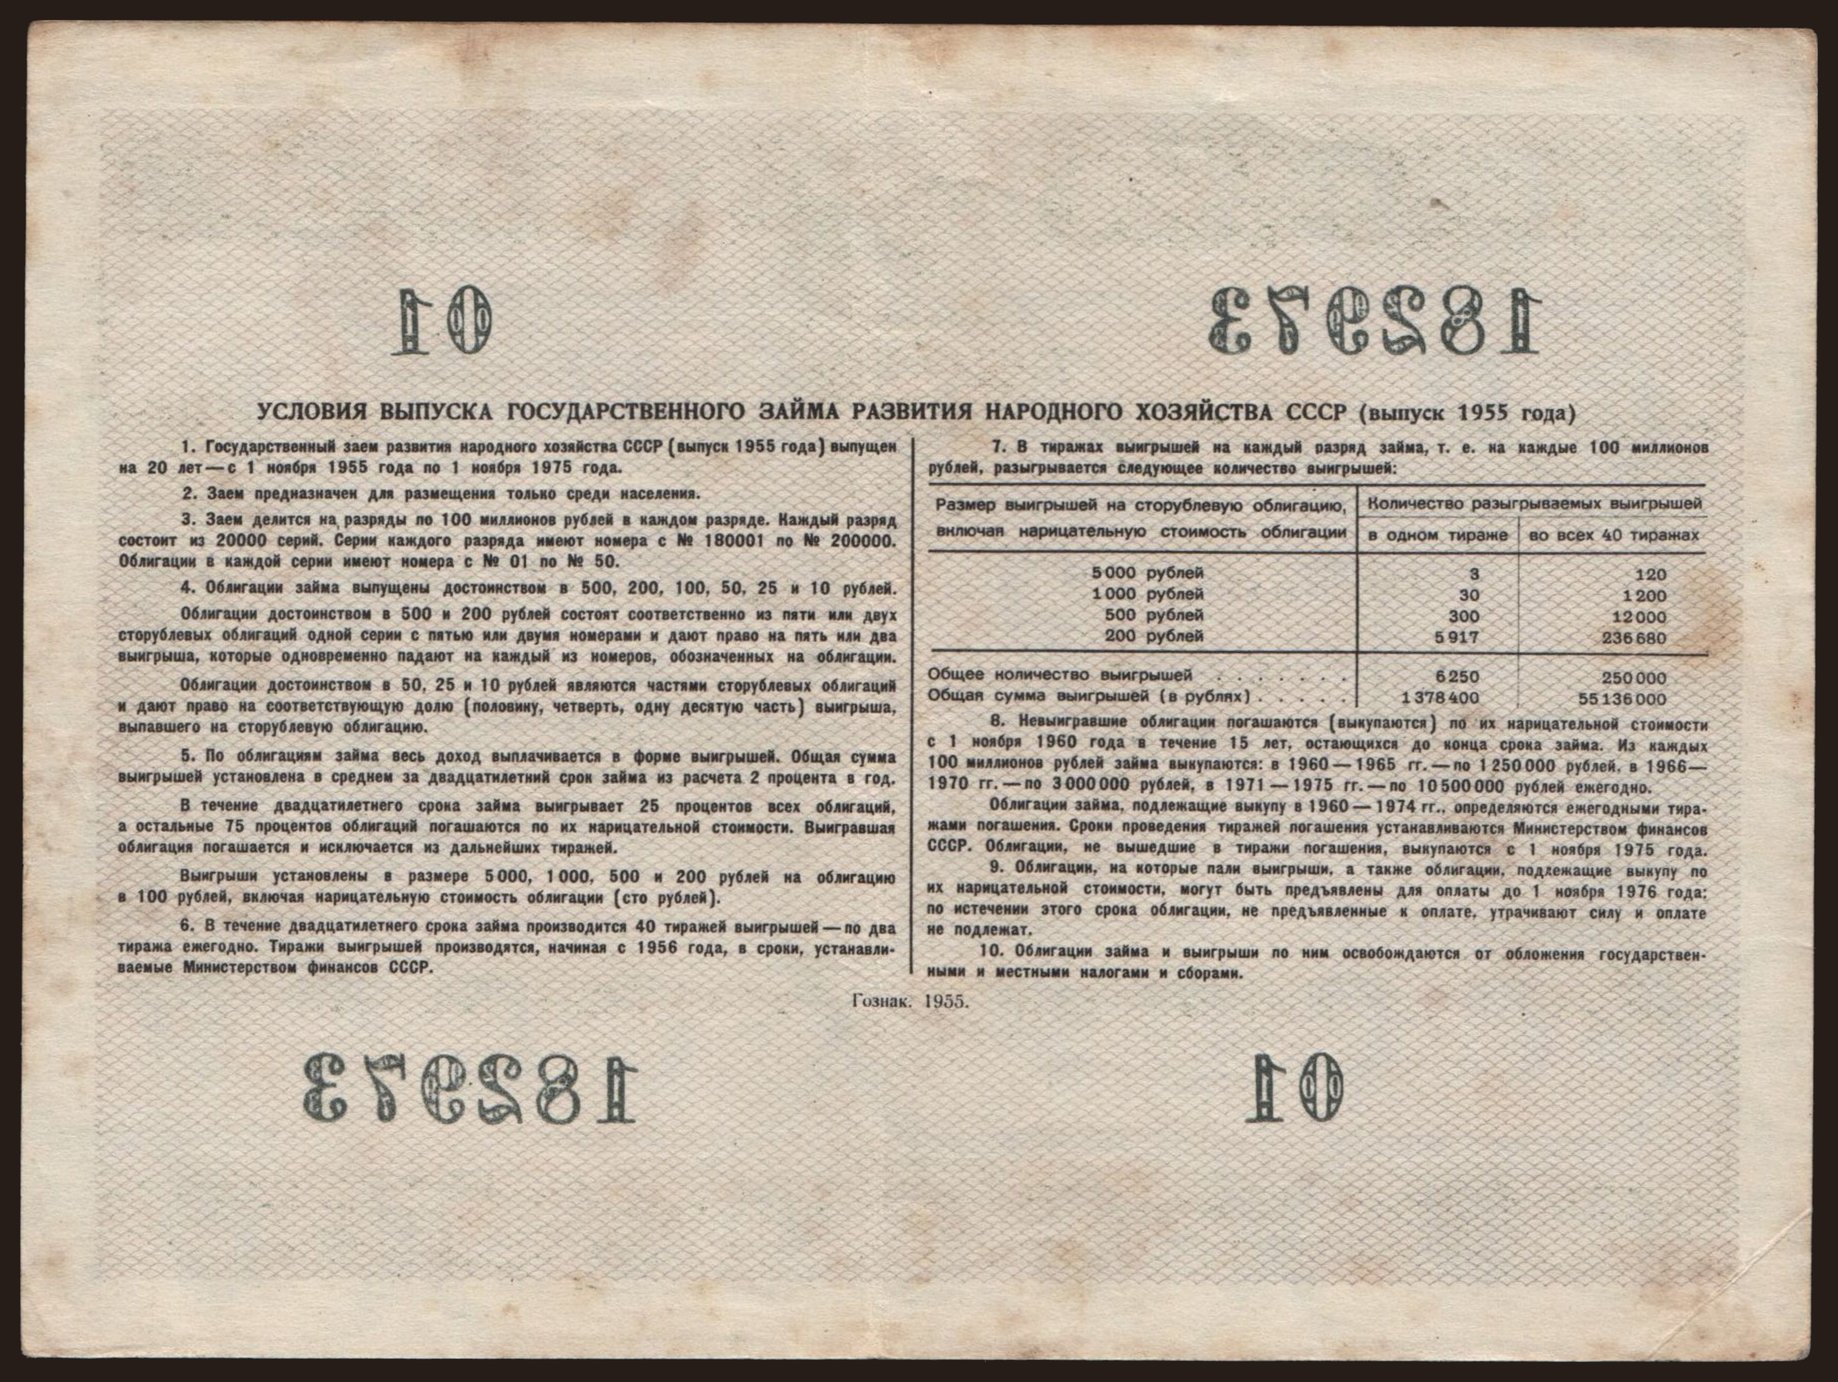 10
182973
УСЛОВИЯ ВЫПУСКА ГОСУДАРСТВЕННОГО ЗАЙМА РАЗВИТИЯ НАРОДНОГО ХОЗЯЙСТВА СССР (выпуск 1955 года)
1. Государственный заем развития народного хозяйства СССР (выпуск 1955 года) выпущен
на 20 лет — с 1 ноября 1955 года по 1 ноября 1975 года.
2. Заем предназначен для размещения только среди населения.
3. Заем делится на разряды по 100 миллионов рублей в каждом разряде. Каждый разряд
состоит из 20000 серий. Серии каждого разряда имеют номера с № 180001 по № 200000.
Облигации в каждой серии имеют номера с № 01 по № 50.
4. Облигации займа выпущены достоинством в 500, 200, 100, 50, 25 и 10 рублей.
Облигации достоинством в 500 и 200 рублей состоят соответственно из пяти или двух
сторублевых облигаций одной серии с пятью или двумя номерами и дают право на пять или два
выигрыша, которые одновременно падают на каждый из номеров, обозначенных на облигации.
Облигации достоинством в 50, 25 и 10 рублей являются частями сторублевых облигаций
и дают право на соответствующую долю (половину, четверть, одну десятую часть) выигрыша,
выпавшего на сторублевую облигацию.
5. По облигациям займа весь доход выплачивается в форме выигрышей. Общая сумма
выигрышей установлена в среднем за двадцатилетний срок займа из расчета 2 процента в год.
В течение двадцатилетнего срока займа выигрывает 25 процентов всех облигаций,
а остальные 75 процентов облигаций погашаются по их нарицательной стоимости. Выигравшая
облигация погашается и исключается из дальнейших тиражей.
Выигрыши установлены в размере 5 000, 1 000, 500 и 200 рублей на облигацию
в 100 рублей, включая нарицательную стоимость облигации (сто рублей).
6. В течение двадцатилетнего срока займа производится 40 тиражей выигрышей — по два
тиража ежегодно. Тиражи выигрышей производятся, начиная с 1956 года, в сроки, устанавли-
ваемые Министерством финансов СССР.
7. В тиражах выигрышей на каждый разряд займа, т. е. на каждые 100 миллионов
рублей, разыгрывается следующее количество выигрышей:
Размер выигрышей на сторублевую облигацию, Количество разыгрываемых выигрышей
включая нарицательную стоимость облигации в одном тираже во всех 40 тиражах
5 000 рублей 3 120
1 000 рублей 30 1 200
500 рублей 300 12 000
200 рублей 5 917 236 680
Общее количество выигрышей . . . . . . . 6 250 250 000
Общая сумма выигрышей (в рублях) . . . . . 1 378 400 55 136 000
8. Невыигравшие облигации погашаются (выкупаются) по их нарицательной стоимости
с 1 ноября 1960 года в течение 15 лет, остающихся до конца срока займа. Из каждых
100 миллионов рублей займа выкупаются: в 1960 — 1965 гг. — по 1 250 000 рублей, в 1966 —
1970 гг. — по 3 000 000 рублей, в 1971 — 1975 гг. — по 10 500 000 рублей ежегодно.
Облигации займа, подлежащие выкупу в 1960 — 1974 гг., определяются ежегодными тира-
жами погашения. Сроки проведения тиражей погашения устанавливаются Министерством финансов
СССР. Облигации, не вышедшие в тиражи погашения, выкупаются с 1 ноября 1975 года.
9. Облигации, на которые пали выигрыши, а также облигации, подлежащие выкупу по
их нарицательной стоимости, могут быть предъявлены для оплаты до 1 ноября 1976 года;
по истечении этого срока облигации, не предъявленные к оплате, утрачивают силу и оплате
не подлежат.
10. Облигации займа и выигрыши по ним освобождаются от обложения государствен-
ными и местными налогами и сборами.
Гознак. 1955.
182973
10